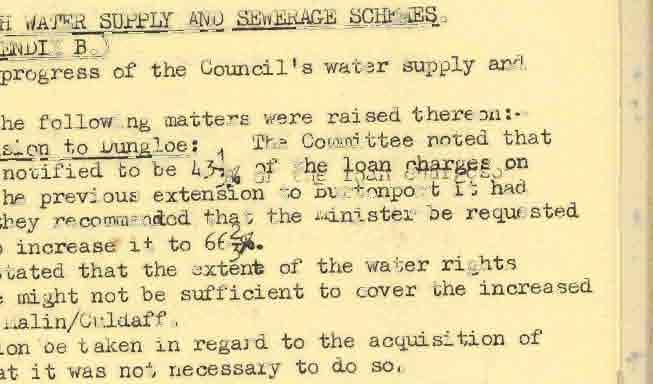 H WATER SUPPLY AND SEWERAGE SCHEMES.
ENDIX B.)
progress of the Council's water supply and
he following matters were raised thereon:-
sion to Dungloe: The Committee noted that
notified to be 43⅓% of the loan charges on
he previous extension to Burtonport it had
they recommended that the Minister be requested
o increase it to 66⅔%.
tated that the extent of the water rights
e might not be sufficient to cover the increased
Malin/Culdaff.
ion be taken in regard to the acquisition of
at it was not necessary to do so.